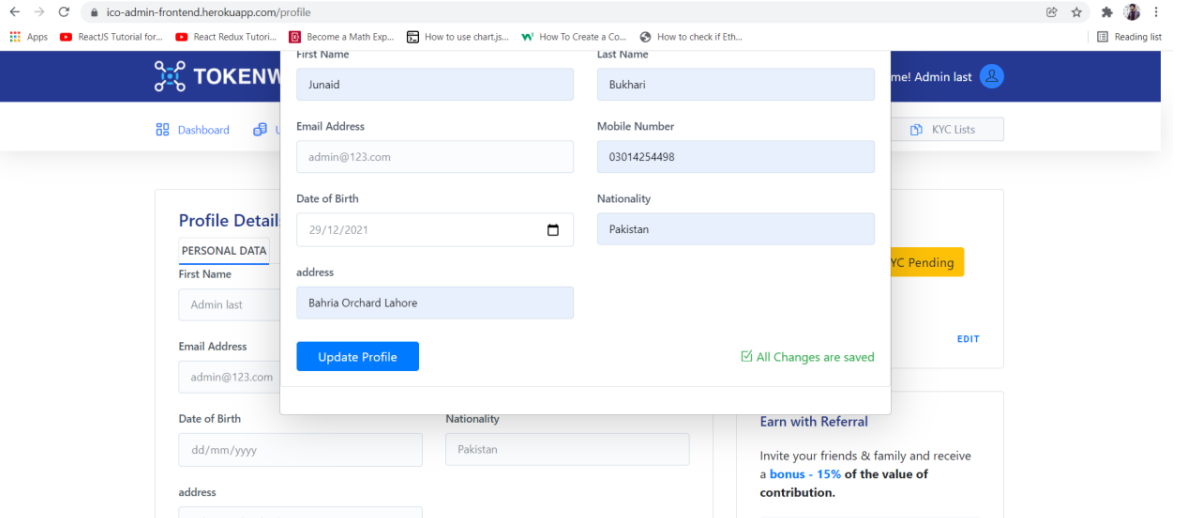 ico-admin-frontend.herokuapp.com/profile
Apps ReactJS Tutorial for... React Redux Tutori... Become a Math Exp... How to use chart.js... How To Create a Co... How to check if Eth... Reading list
TOKENW
me! Admin last
Dashboard
KYC Lists
First Name Last Name
Junaid Bukhari
Email Address Mobile Number
admin@123.com 03014254498
Date of Birth Nationality
29/12/2021 Pakistan
address
Bahria Orchard Lahore
Update Profile All Changes are saved
Profile Detail
PERSONAL DATA
First Name
Admin last
Email Address
admin@123.com
Date of Birth Nationality
dd/mm/yyyy Pakistan
address
YC Pending
EDIT
Earn with Referral
Invite your friends & family and receive
a bonus - 15% of the value of
contribution.